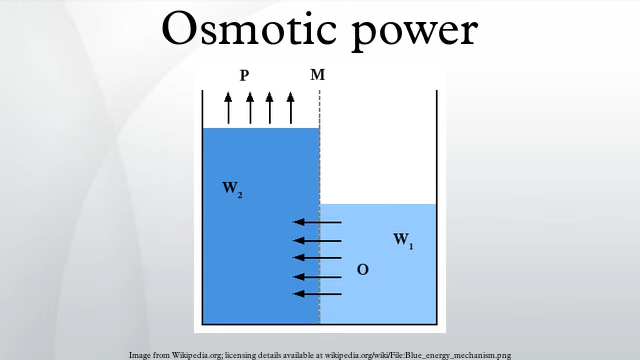 Osmotic power
P M
W₂
W₁
O
Image from Wikipedia.org; licensing details available at wikipedia.org/wiki/File:Blue_energy_mechanism.png